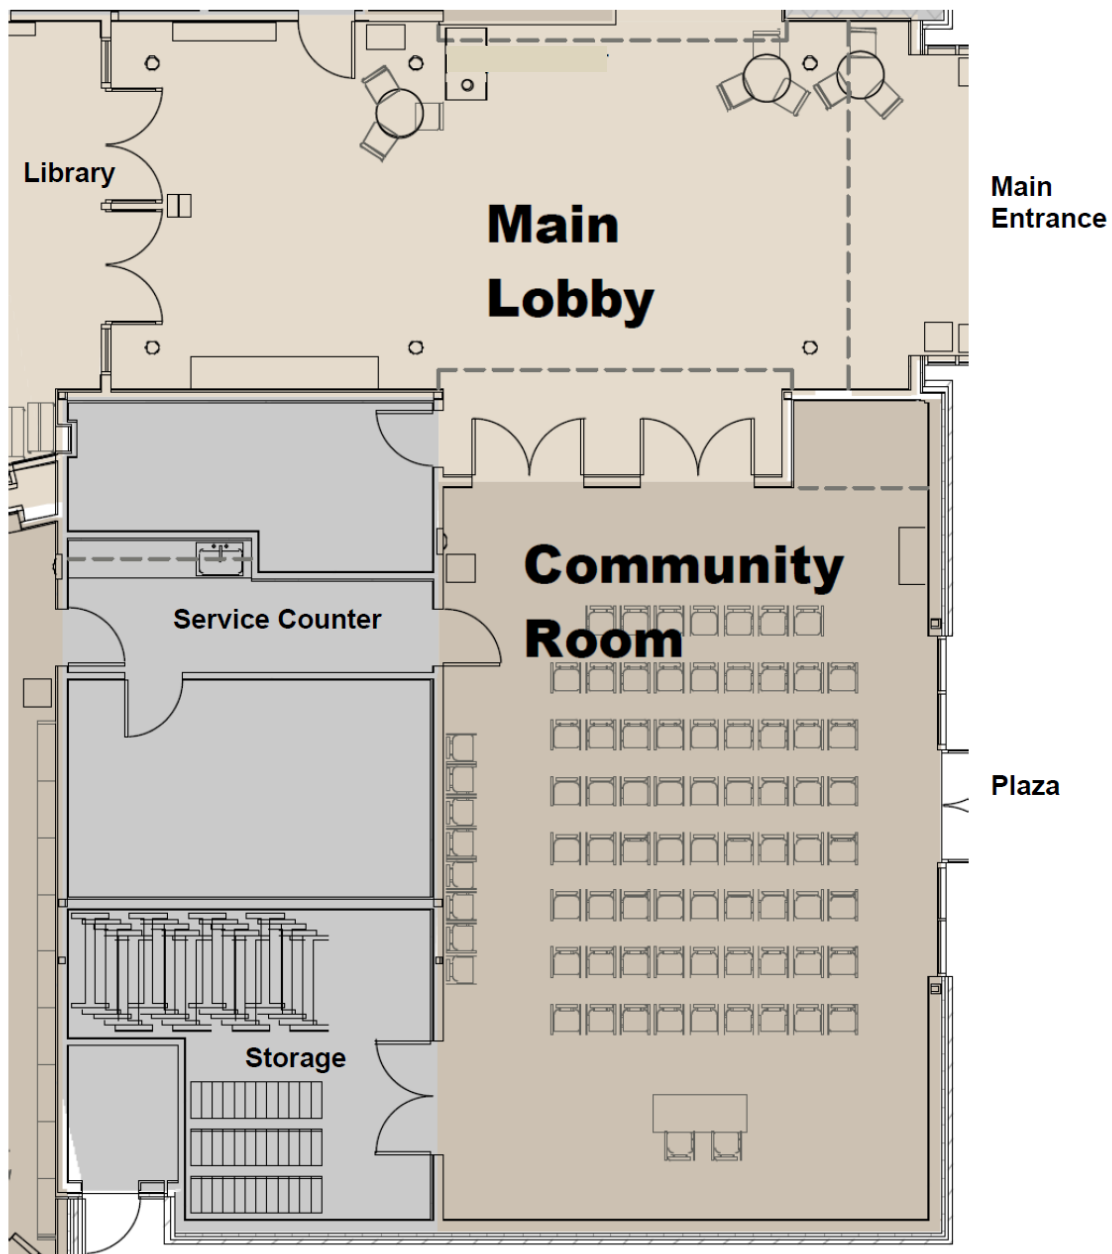 Library
Main
Entrance
Main
Lobby
Community
Room
Service Counter
Plaza
Storage